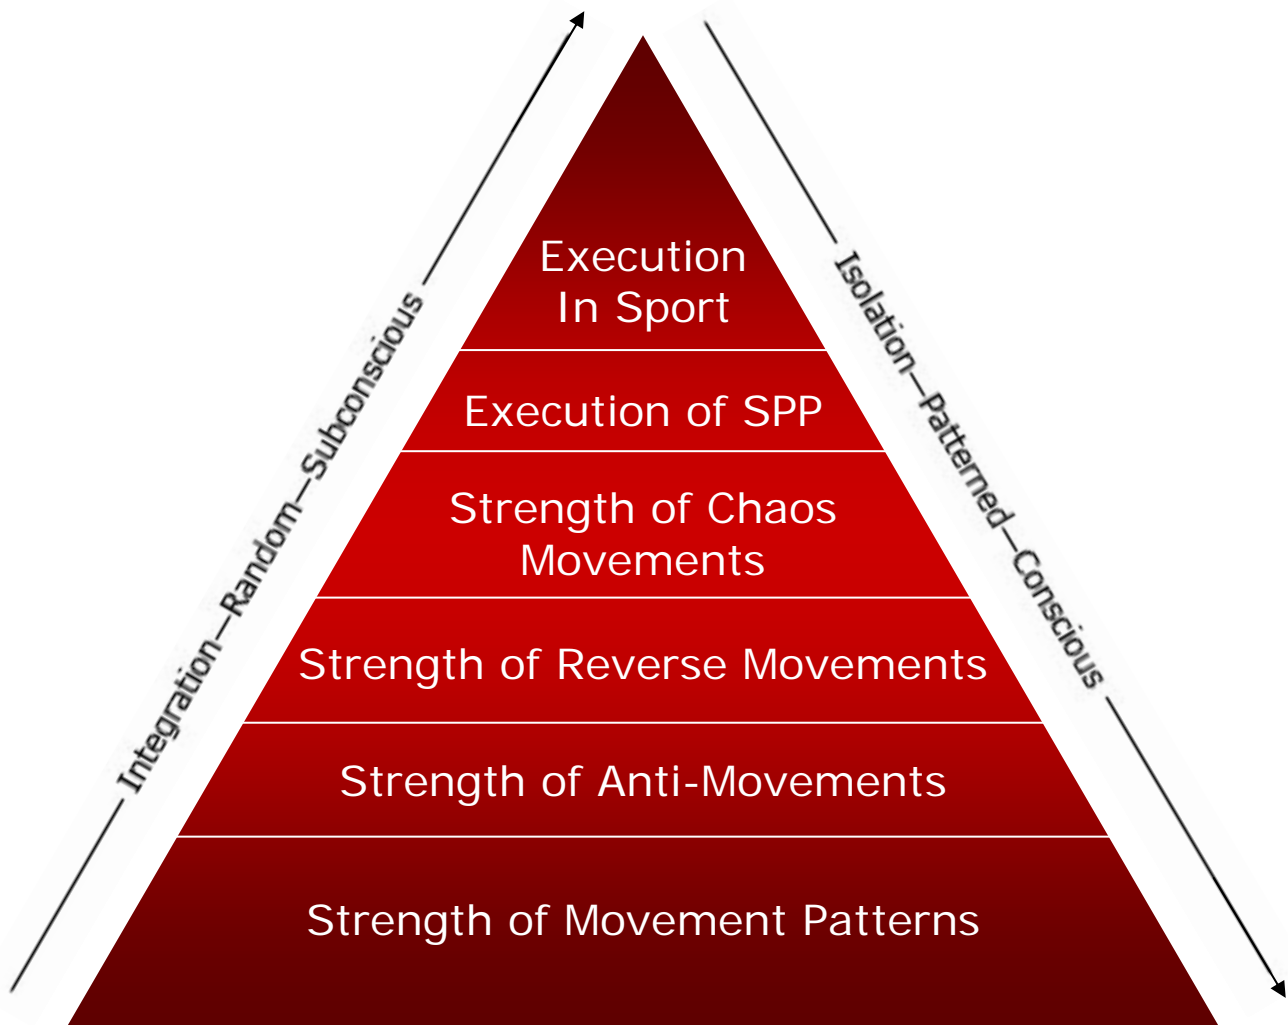 Execution
In Sport
Execution of SPP
Strength of Chaos
Movements
Strength of Reverse Movements
Strength of Anti-Movements
Strength of Movement Patterns
Integration—Random—Subconscious
Isolation—Patterned—Conscious